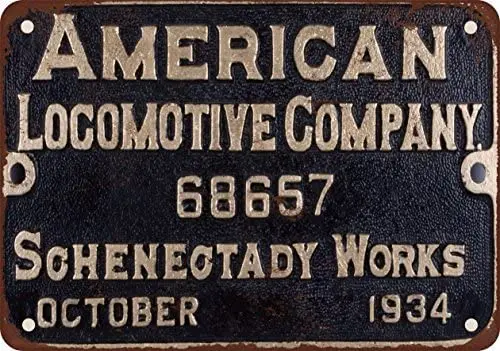 AMERICAN
LOCOMOTIVE COMPANY.
68657
SCHENECTADY WORKS
OCTOBER 1934